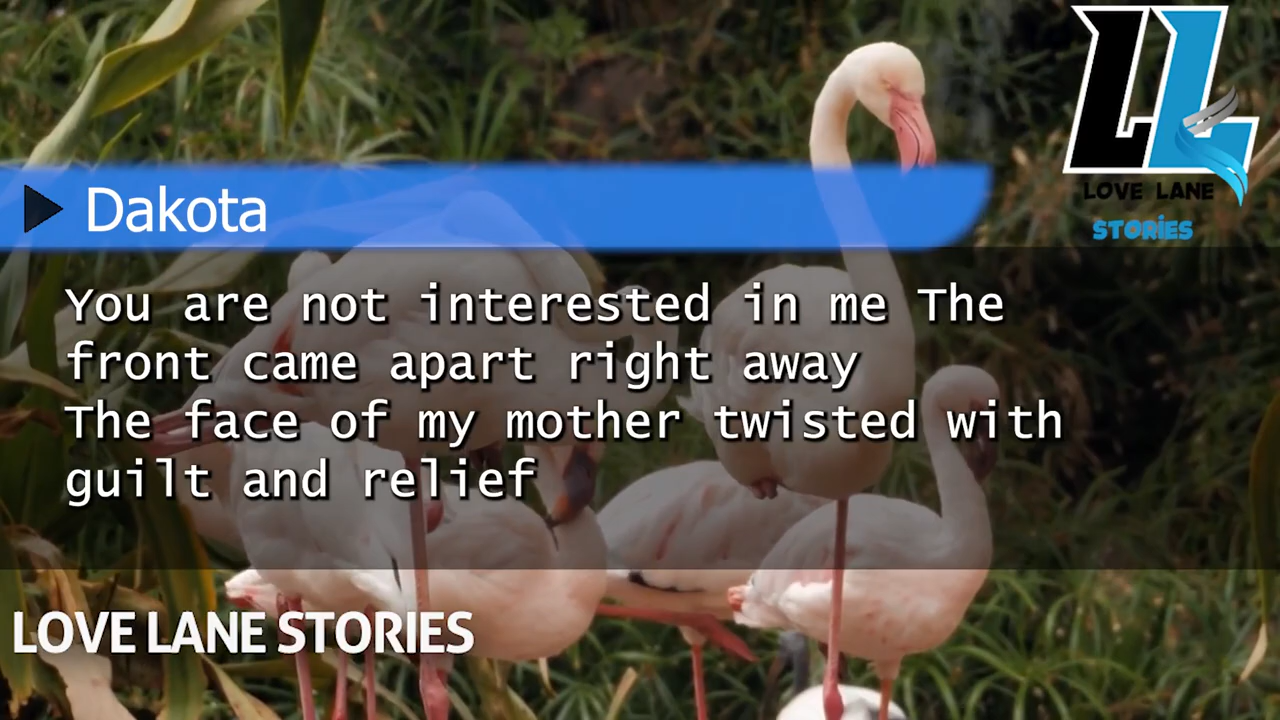 LL
LOVE LANE
STORIES
Dakota
You are not interested in me The
front came apart right away
The face of my mother twisted with
guilt and relief
LOVE LANE STORIES